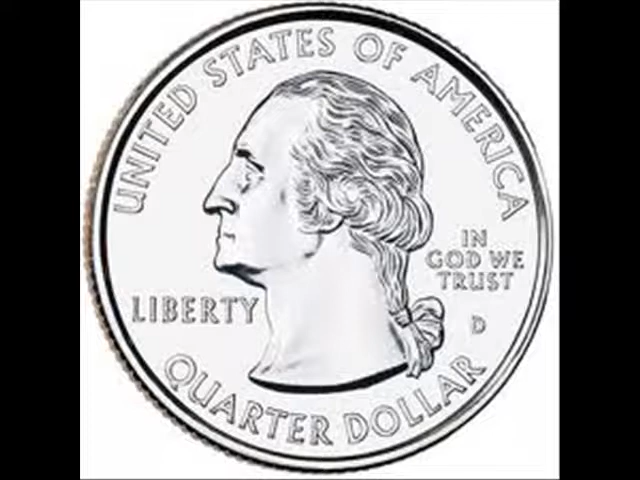 UNITED STATES OF AMERICA
IN
GOD WE
TRUST
LIBERTY
D
QUARTER DOLLAR